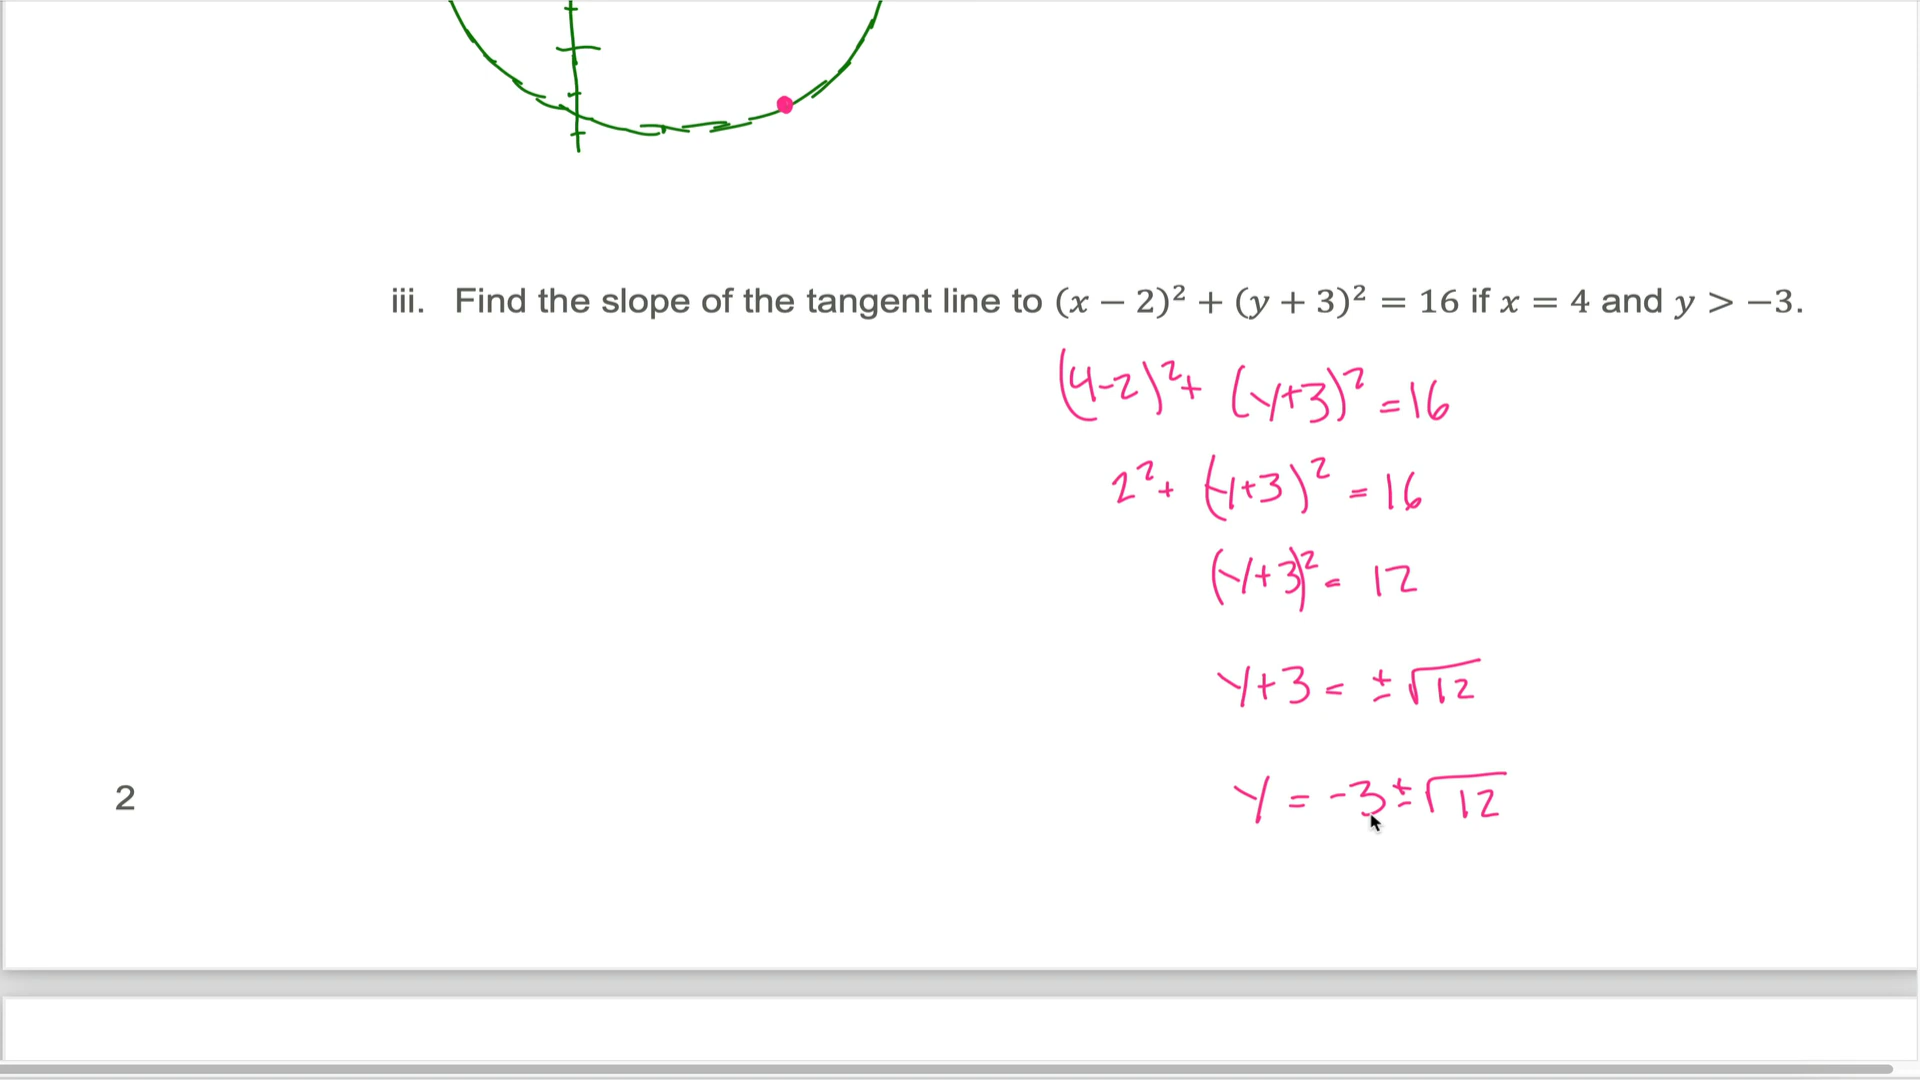 iii. Find the slope of the tangent line to (x − 2)² + (y + 3)² = 16 if x = 4 and y > −3.
(4-2)² + (y+3)² = 16
2² + (y+3)² = 16
(y+3)² = 12
y+3 = ±√12
y = -3 ± √12
2